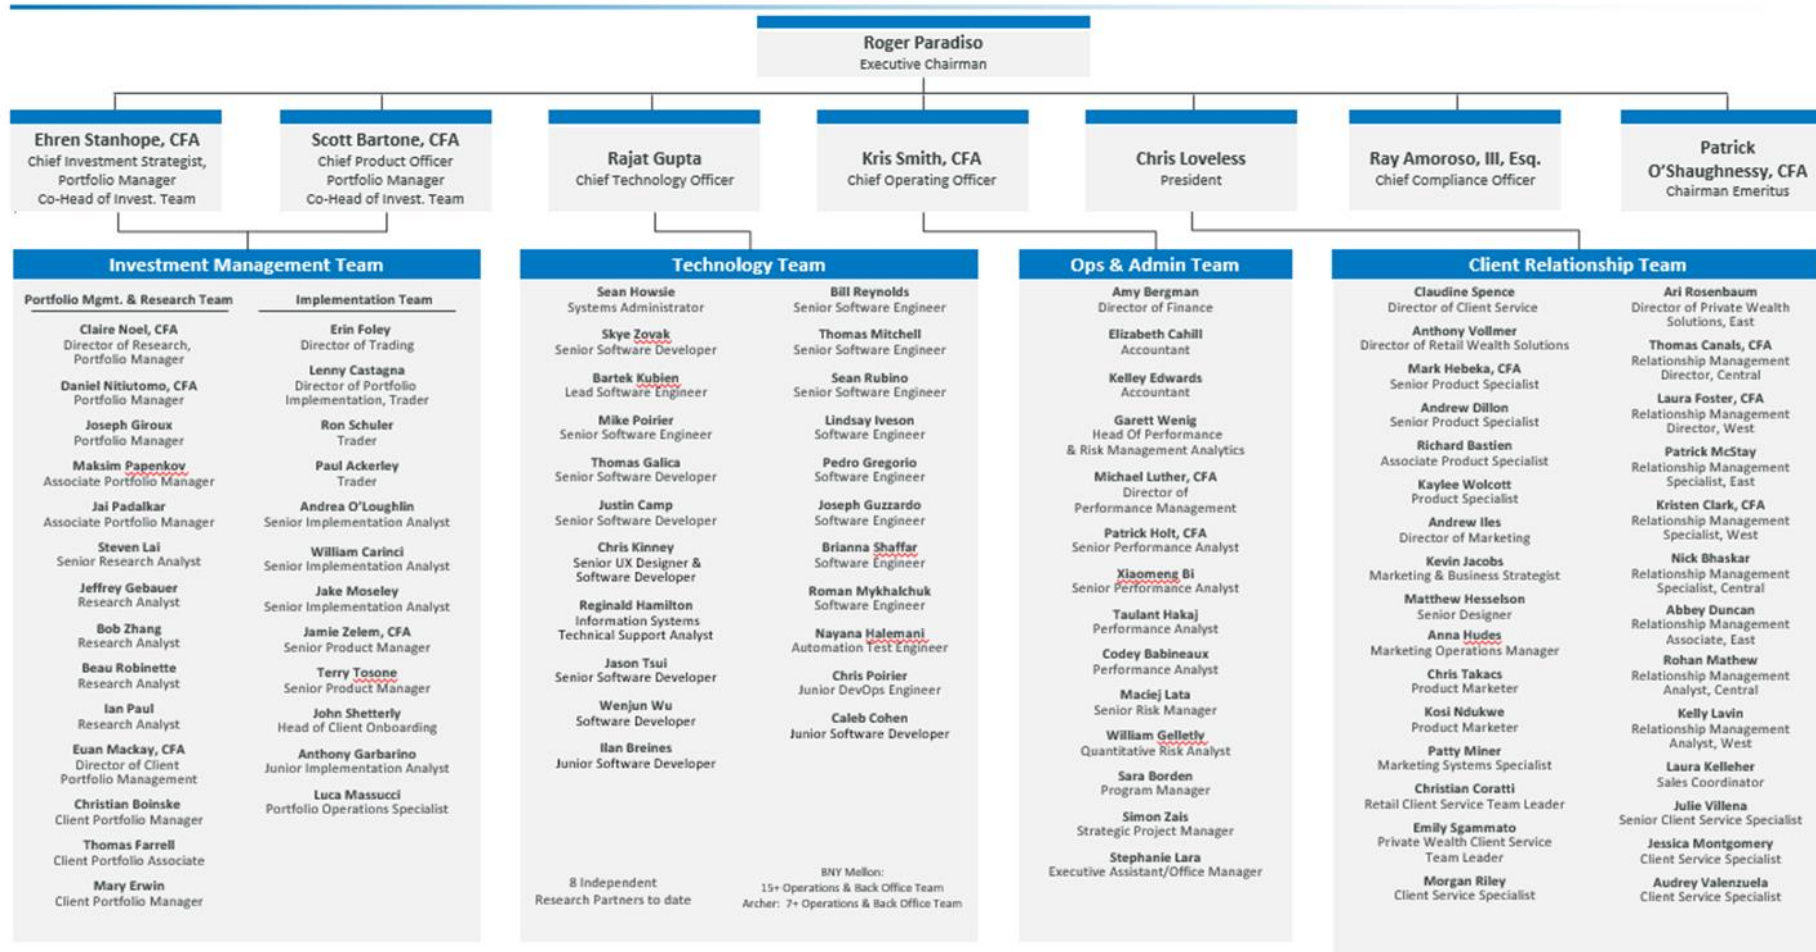 Roger Paradiso
Executive Chairman
Ehren Stanhope, CFA
Chief Investment Strategist,
Portfolio Manager
Co-Head of Invest. Team
Scott Bartone, CFA
Chief Product Officer
Portfolio Manager
Co-Head of Invest. Team
Rajat Gupta
Chief Technology Officer
Kris Smith, CFA
Chief Operating Officer
Chris Loveless
President
Ray Amoroso, III, Esq.
Chief Compliance Officer
Patrick
O'Shaughnessy, CFA
Chairman Emeritus
Investment Management Team
Portfolio Mgmt. & Research Team
Claire Noel, CFA
Director of Research,
Portfolio Manager
Daniel Nitiutomo, CFA
Portfolio Manager
Joseph Giroux
Portfolio Manager
Maksim Papenkov
Associate Portfolio Manager
Jai Padalkar
Associate Portfolio Manager
Steven Lai
Senior Research Analyst
Jeffrey Gebauer
Research Analyst
Bob Zhang
Research Analyst
Beau Robinette
Research Analyst
Ian Paul
Research Analyst
Euan Mackay, CFA
Director of Client
Portfolio Management
Christian Boinske
Client Portfolio Manager
Thomas Farrell
Client Portfolio Associate
Mary Erwin
Client Portfolio Manager
Implementation Team
Erin Foley
Director of Trading
Lenny Castagna
Director of Portfolio
Implementation, Trader
Ron Schuler
Trader
Paul Ackerley
Trader
Andrea O'Loughlin
Senior Implementation Analyst
William Carinci
Senior Implementation Analyst
Jake Moseley
Senior Implementation Analyst
Jamie Zelem, CFA
Senior Product Manager
Terry Tosone
Senior Product Manager
John Shetterly
Head of Client Onboarding
Anthony Garbarino
Junior Implementation Analyst
Luca Massucci
Portfolio Operations Specialist
Technology Team
Sean Howsie
Systems Administrator
Skye Zovak
Senior Software Developer
Bartek Kubien
Lead Software Engineer
Mike Poirier
Senior Software Engineer
Thomas Galica
Senior Software Developer
Justin Camp
Senior Software Developer
Chris Kinney
Senior UX Designer &
Software Developer
Reginald Hamilton
Information Systems
Technical Support Analyst
Jason Tsui
Senior Software Developer
Wenjun Wu
Software Developer
Ilan Breines
Junior Software Developer
8 Independent
Research Partners to date
Bill Reynolds
Senior Software Engineer
Thomas Mitchell
Senior Software Engineer
Sean Rubino
Senior Software Engineer
Lindsay Iveson
Software Engineer
Pedro Gregorio
Software Engineer
Joseph Guzzardo
Software Engineer
Brianna Shaffar
Software Engineer
Roman Mykhalchuk
Software Engineer
Nayana Halemani
Automation Test Engineer
Chris Poirier
Junior DevOps Engineer
Caleb Cohen
Junior Software Developer
BNY Mellon:
15+ Operations & Back Office Team
Archer: 7+ Operations & Back Office Team
Ops & Admin Team
Amy Bergman
Director of Finance
Elizabeth Cahill
Accountant
Kelley Edwards
Accountant
Garett Wenig
Head Of Performance
& Risk Management Analytics
Michael Luther, CFA
Director of
Performance Management
Patrick Holt, CFA
Senior Performance Analyst
Xiaomeng Bi
Senior Performance Analyst
Taulant Hakaj
Performance Analyst
Codey Babineaux
Performance Analyst
Maciej Lata
Senior Risk Manager
William Gelletly
Quantitative Risk Analyst
Sara Borden
Program Manager
Simon Zais
Strategic Project Manager
Stephanie Lara
Executive Assistant/Office Manager
Client Relationship Team
Claudine Spence
Director of Client Service
Anthony Vollmer
Director of Retail Wealth Solutions
Mark Hebeka, CFA
Senior Product Specialist
Andrew Dillon
Senior Product Specialist
Richard Bastien
Associate Product Specialist
Kaylee Wolcott
Product Specialist
Andrew Iles
Director of Marketing
Kevin Jacobs
Marketing & Business Strategist
Matthew Hesselson
Senior Designer
Anna Hudes
Marketing Operations Manager
Chris Takacs
Product Marketer
Kosi Ndukwe
Product Marketer
Patty Miner
Marketing Systems Specialist
Christian Coratti
Retail Client Service Team Leader
Emily Sgammato
Private Wealth Client Service
Team Leader
Morgan Riley
Client Service Specialist
Ari Rosenbaum
Director of Private Wealth
Solutions, East
Thomas Canals, CFA
Relationship Management
Director, Central
Laura Foster, CFA
Relationship Management
Director, West
Patrick McStay
Relationship Management
Specialist, East
Kristen Clark, CFA
Relationship Management
Specialist, West
Nick Bhaskar
Relationship Management
Specialist, Central
Abbey Duncan
Relationship Management
Associate, East
Rohan Mathew
Relationship Management
Analyst, Central
Kelly Lavin
Relationship Management
Analyst, West
Laura Kelleher
Sales Coordinator
Julie Villena
Senior Client Service Specialist
Jessica Montgomery
Client Service Specialist
Audrey Valenzuela
Client Service Specialist